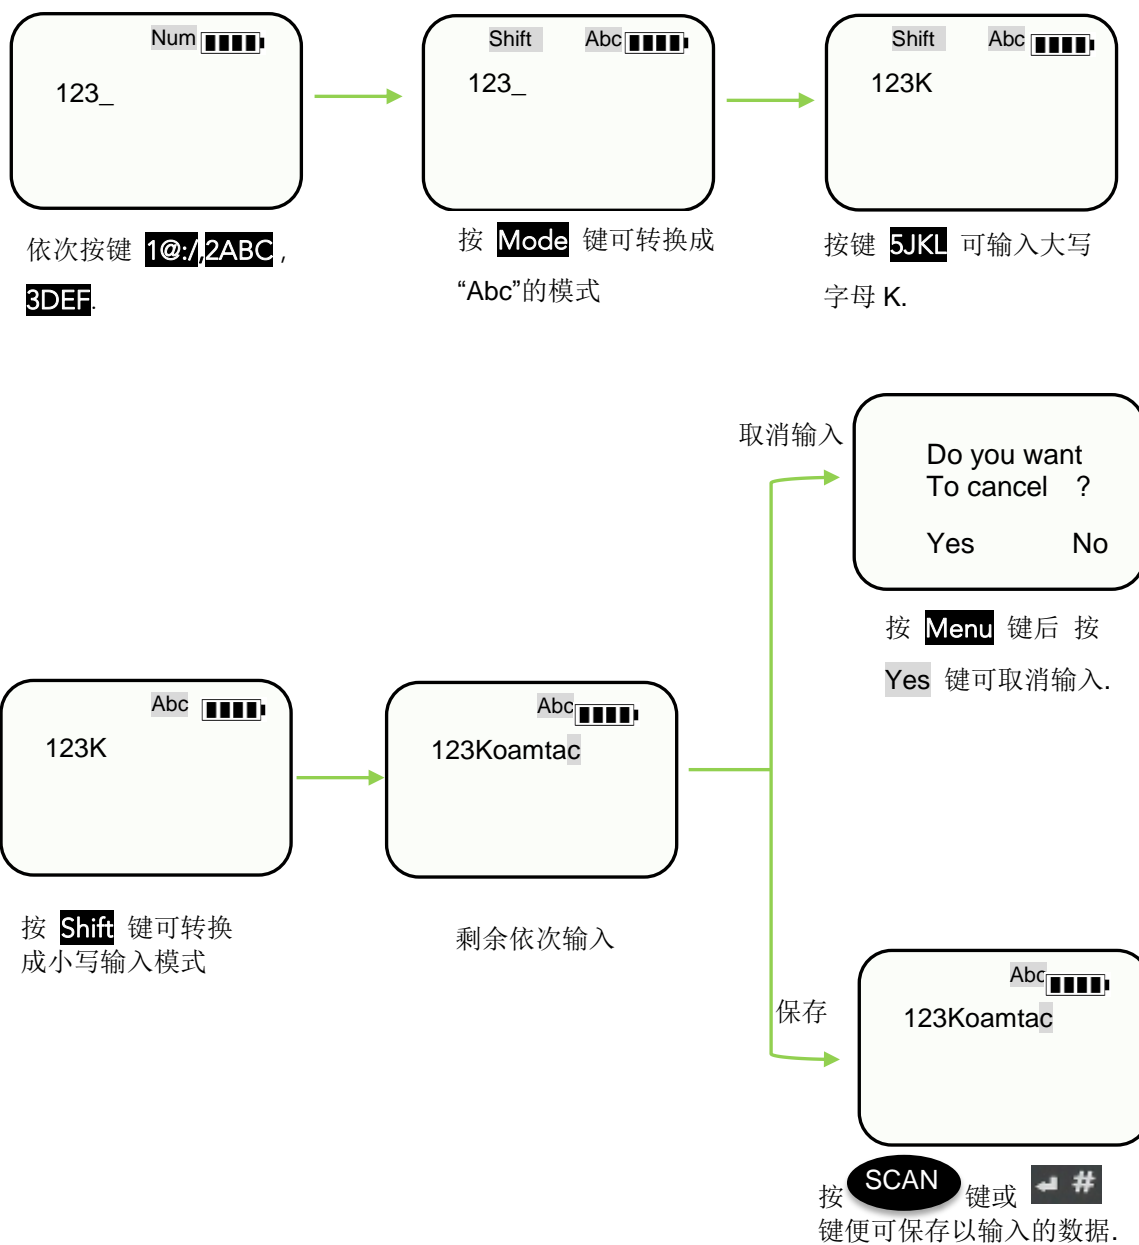 Num
123_
依次按键 1@:/,2ABC ,
3DEF.
Shift Abc
123_
按 Mode 键可转换成
“Abc”的模式
Shift Abc
123K
按键 5JKL 可输入大写
字母 K.
取消输入
Do you want
To cancel ?
Yes No
按 Menu 键后 按
Yes 键可取消输入.
Abc
123K
按 Shift 键可转换
成小写输入模式
Abc
123Koamtac
剩余依次输入
保存
Abc
123Koamtac
按 SCAN 键或 ↵ #
键便可保存以输入的数据.